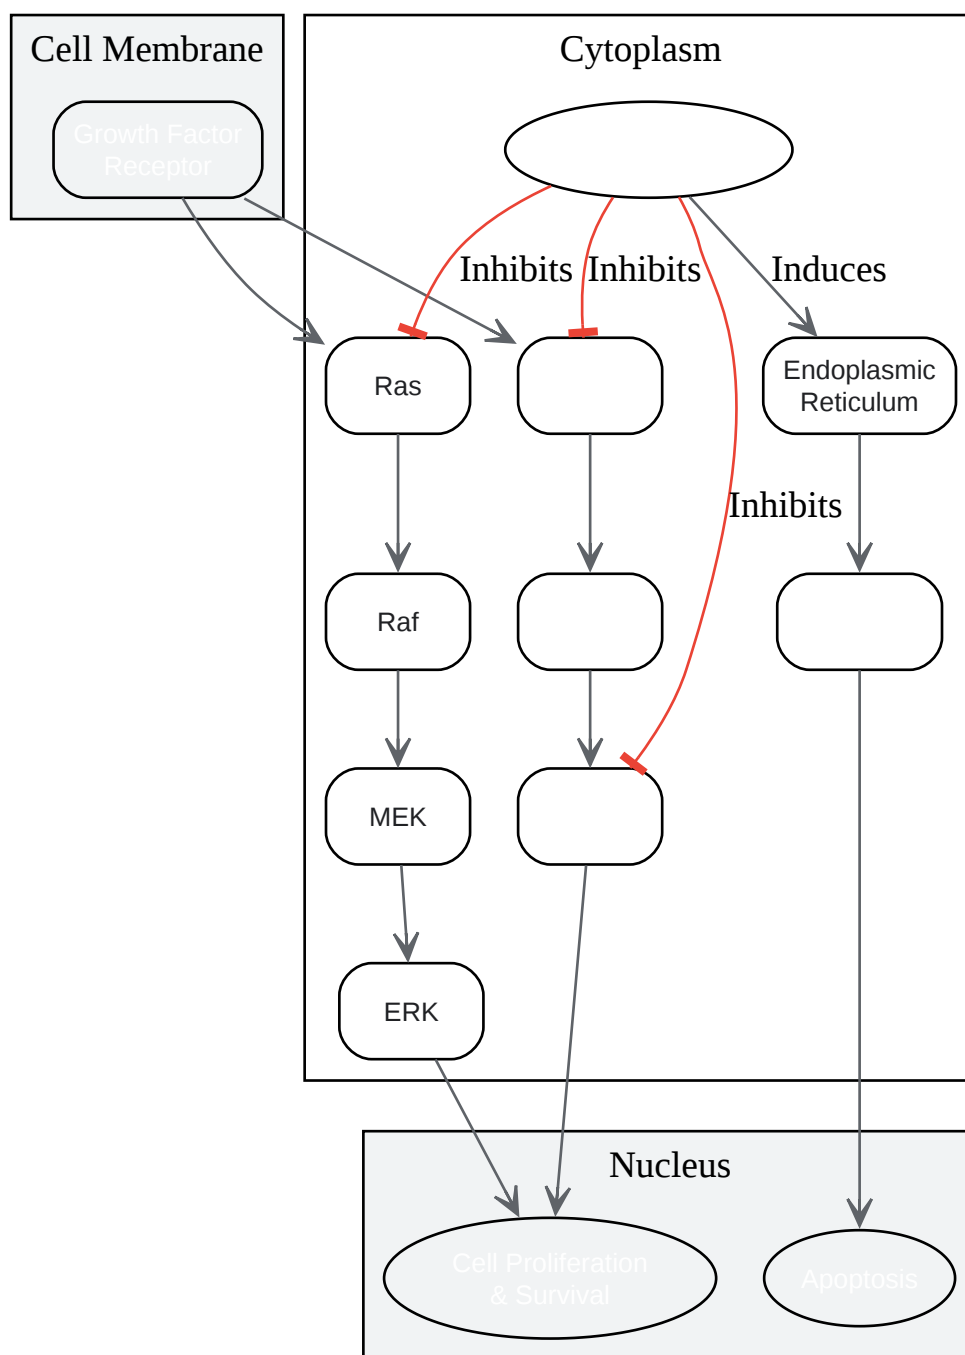 Cell Membrane
Cytoplasm
Growth Factor
Receptor
Inhibits
Inhibits
Induces
Ras
Endoplasmic
Reticulum
Inhibits
Raf
MEK
ERK
Nucleus
Cell Proliferation
& Survival
Apoptosis